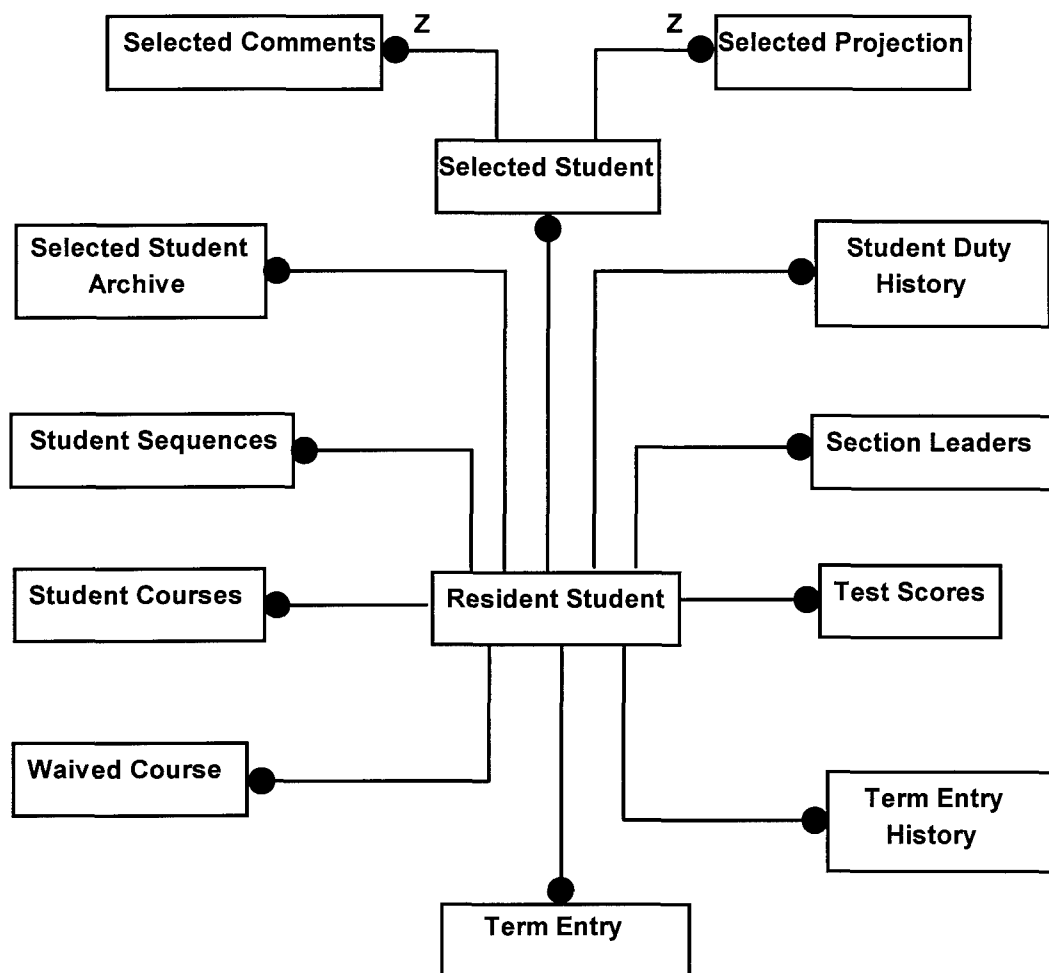 Z
Z
Selected Comments
Selected Projection
Selected Student
Selected Student
Archive
Student Duty
History
Student Sequences
Section Leaders
Student Courses
Resident Student
Test Scores
Waived Course
Term Entry
History
Term Entry